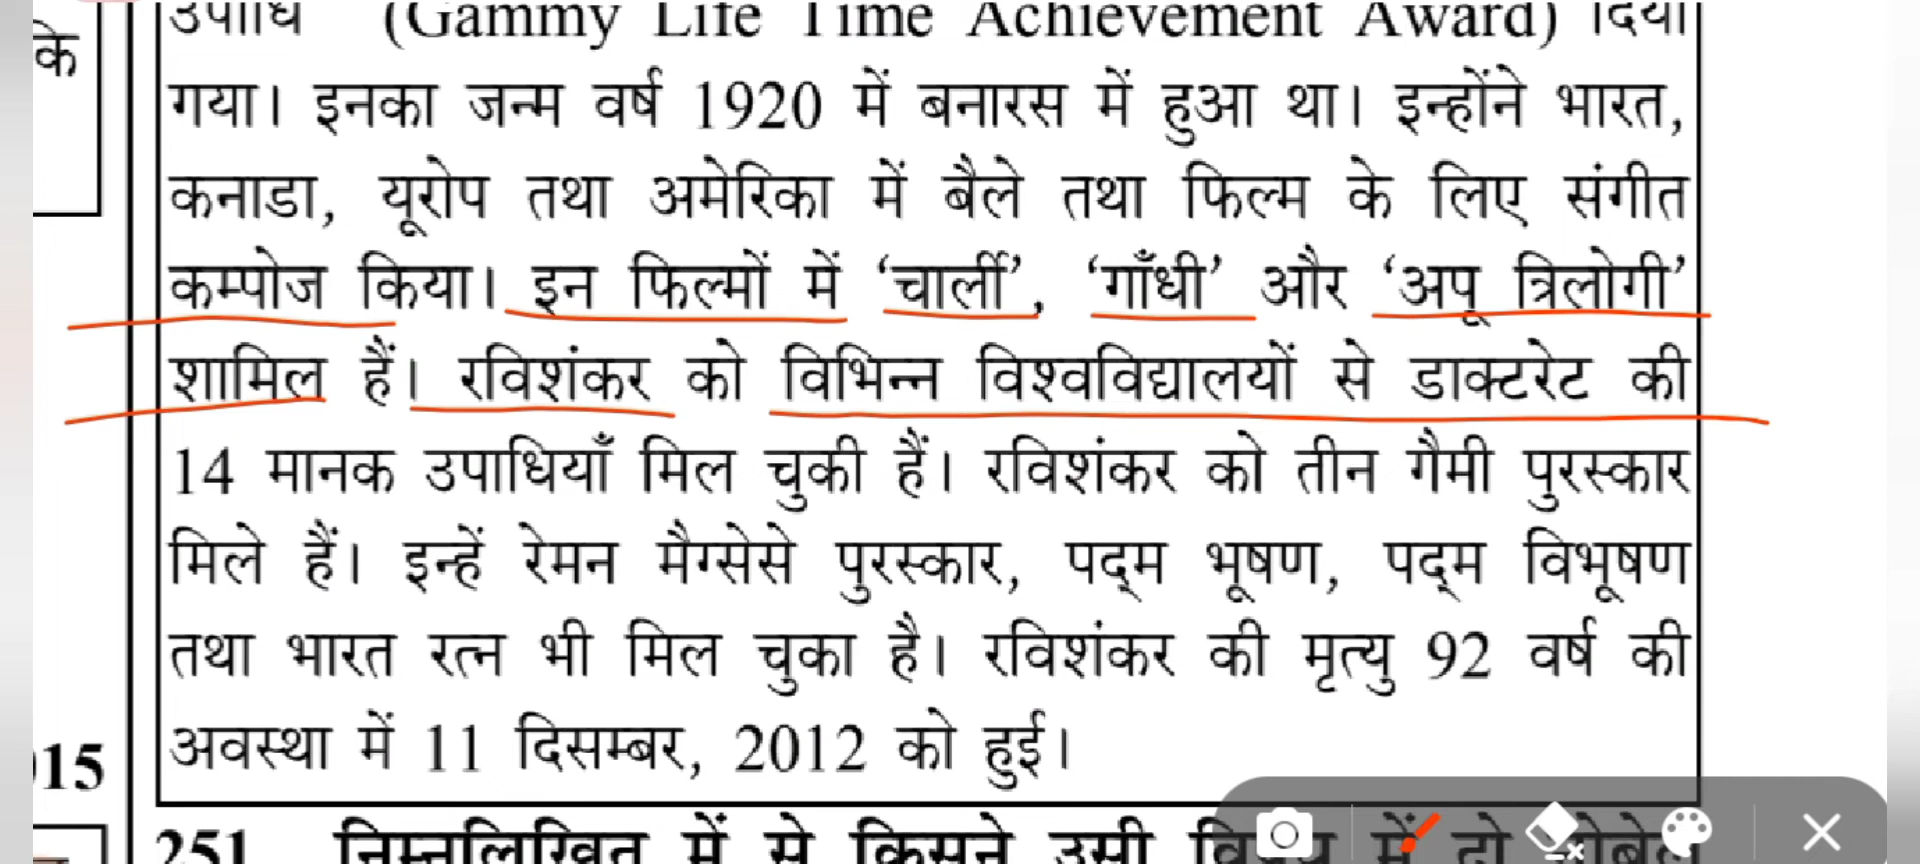 के
उपाधि (Gammy Life Time Achievement Award) दिया
गया। इनका जन्म वर्ष 1920 में बनारस में हुआ था। इन्होंने भारत,
कनाडा, यूरोप तथा अमेरिका में बैले तथा फिल्म के लिए संगीत
कम्पोज किया। इन फिल्मों में ‘चार्ली’, ‘गाँधी’ और ‘अपू त्रिलोगी’
शामिल हैं। रविशंकर को विभिन्न विश्वविद्यालयों से डाक्टरेट की
14 मानक उपाधियाँ मिल चुकी हैं। रविशंकर को तीन गैमी पुरस्कार
मिले हैं। इन्हें रेमन मैग्सेसे पुरस्कार, पद्म भूषण, पद्म विभूषण
तथा भारत रत्न भी मिल चुका है। रविशंकर की मृत्यु 92 वर्ष की
अवस्था में 11 दिसम्बर, 2012 को हुई।
15
251. निम्नलिखित में से किसने उसी में दो